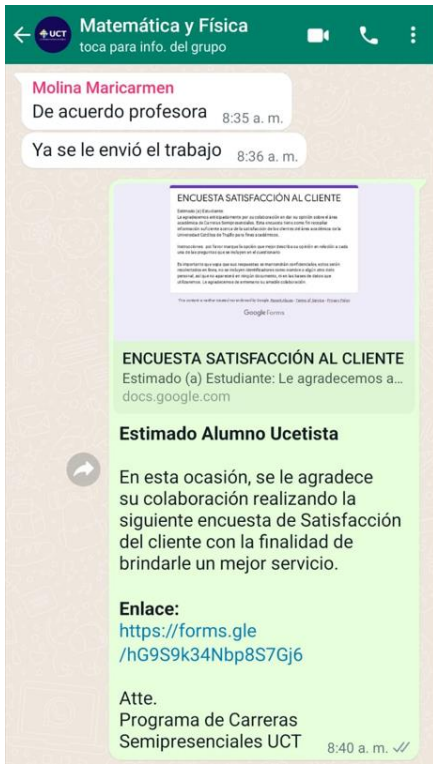 UCT
Matemática y Física
toca para info. del grupo
Molina Maricarmen
De acuerdo profesora 8:35 a. m.
Ya se le envió el trabajo 8:36 a. m.
ENCUESTA SATISFACCIÓN AL CLIENTE
Estimado (a) Estudiante:
Google Forms
ENCUESTA SATISFACCIÓN AL CLIENTE
Estimado (a) Estudiante: Le agradecemos a...
docs.google.com
Estimado Alumno Ucetista
En esta ocasión, se le agradece
su colaboración realizando la
siguiente encuesta de Satisfacción
del cliente con la finalidad de
brindarle un mejor servicio.
Enlace:
https://forms.gle
/hG9S9k34Nbp8S7Gj6
Atte.
Programa de Carreras
Semipresenciales UCT 8:40 a. m.